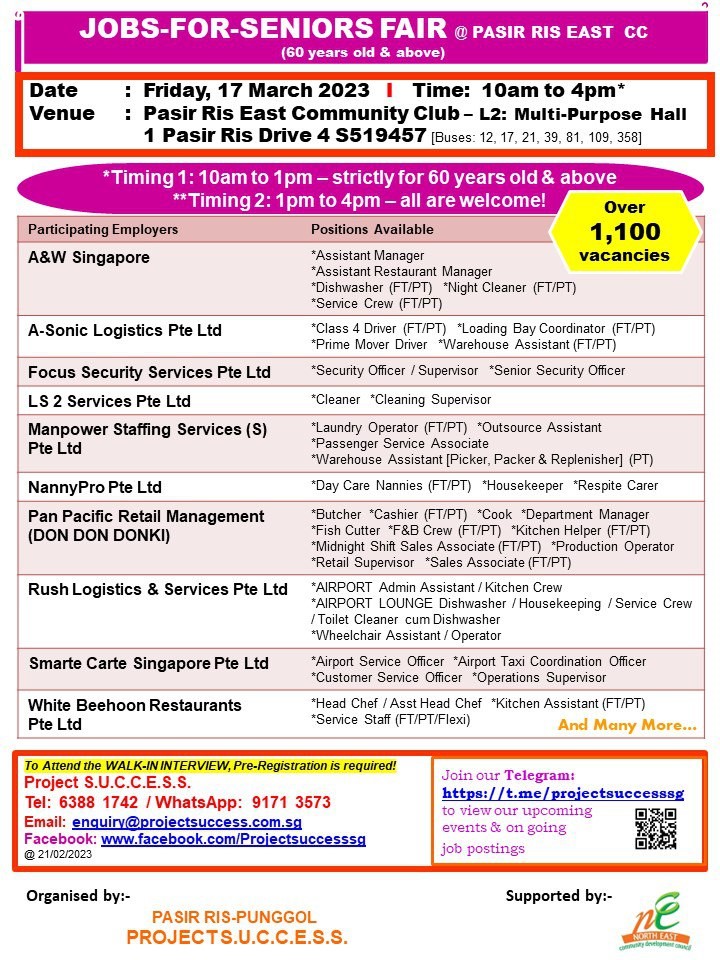 JOBS-FOR-SENIORS FAIR @ PASIR RIS EAST CC
(60 years old & above)
Date : Friday, 17 March 2023 I Time: 10am to 4pm*
Venue : Pasir Ris East Community Club – L2: Multi-Purpose Hall
1 Pasir Ris Drive 4 S519457 [Buses: 12, 17, 21, 39, 81, 109, 358]
*Timing 1: 10am to 1pm – strictly for 60 years old & above
**Timing 2: 1pm to 4pm – all are welcome!
Over
1,100
vacancies
Participating Employers Positions Available
A&W Singapore
*Assistant Manager
*Assistant Restaurant Manager
*Dishwasher (FT/PT) *Night Cleaner (FT/PT)
*Service Crew (FT/PT)
A-Sonic Logistics Pte Ltd
*Class 4 Driver (FT/PT) *Loading Bay Coordinator (FT/PT)
*Prime Mover Driver *Warehouse Assistant (FT/PT)
Focus Security Services Pte Ltd
*Security Officer / Supervisor *Senior Security Officer
LS 2 Services Pte Ltd
*Cleaner *Cleaning Supervisor
Manpower Staffing Services (S)
Pte Ltd
*Laundry Operator (FT/PT) *Outsource Assistant
*Passenger Service Associate
*Warehouse Assistant [Picker, Packer & Replenisher] (PT)
NannyPro Pte Ltd
*Day Care Nannies (FT/PT) *Housekeeper *Respite Carer
Pan Pacific Retail Management
(DON DON DONKI)
*Butcher *Cashier (FT/PT) *Cook *Department Manager
*Fish Cutter *F&B Crew (FT/PT) *Kitchen Helper (FT/PT)
*Midnight Shift Sales Associate (FT/PT) *Production Operator
*Retail Supervisor *Sales Associate (FT/PT)
Rush Logistics & Services Pte Ltd
*AIRPORT Admin Assistant / Kitchen Crew
*AIRPORT LOUNGE Dishwasher / Housekeeping / Service Crew
/ Toilet Cleaner cum Dishwasher
*Wheelchair Assistant / Operator
Smarte Carte Singapore Pte Ltd
*Airport Service Officer *Airport Taxi Coordination Officer
*Customer Service Officer *Operations Supervisor
White Beehoon Restaurants
Pte Ltd
*Head Chef / Asst Head Chef *Kitchen Assistant (FT/PT)
*Service Staff (FT/PT/Flexi)
And Many More...
To Attend the WALK-IN INTERVIEW, Pre-Registration is required!
Project S.U.C.C.E.S.S.
Tel: 6388 1742 / WhatsApp: 9171 3573
Email: enquiry@projectsuccess.com.sg
Facebook: www.facebook.com/Projectsuccesssg
@ 21/02/2023
Join our Telegram:
https://t.me/projectsuccesssg
to view our upcoming
events & on going
job postings
Organised by:-
PASIR RIS-PUNGGOL
PROJECT S.U.C.C.E.S.S.
Supported by:-
ne
NORTH EAST
community development council